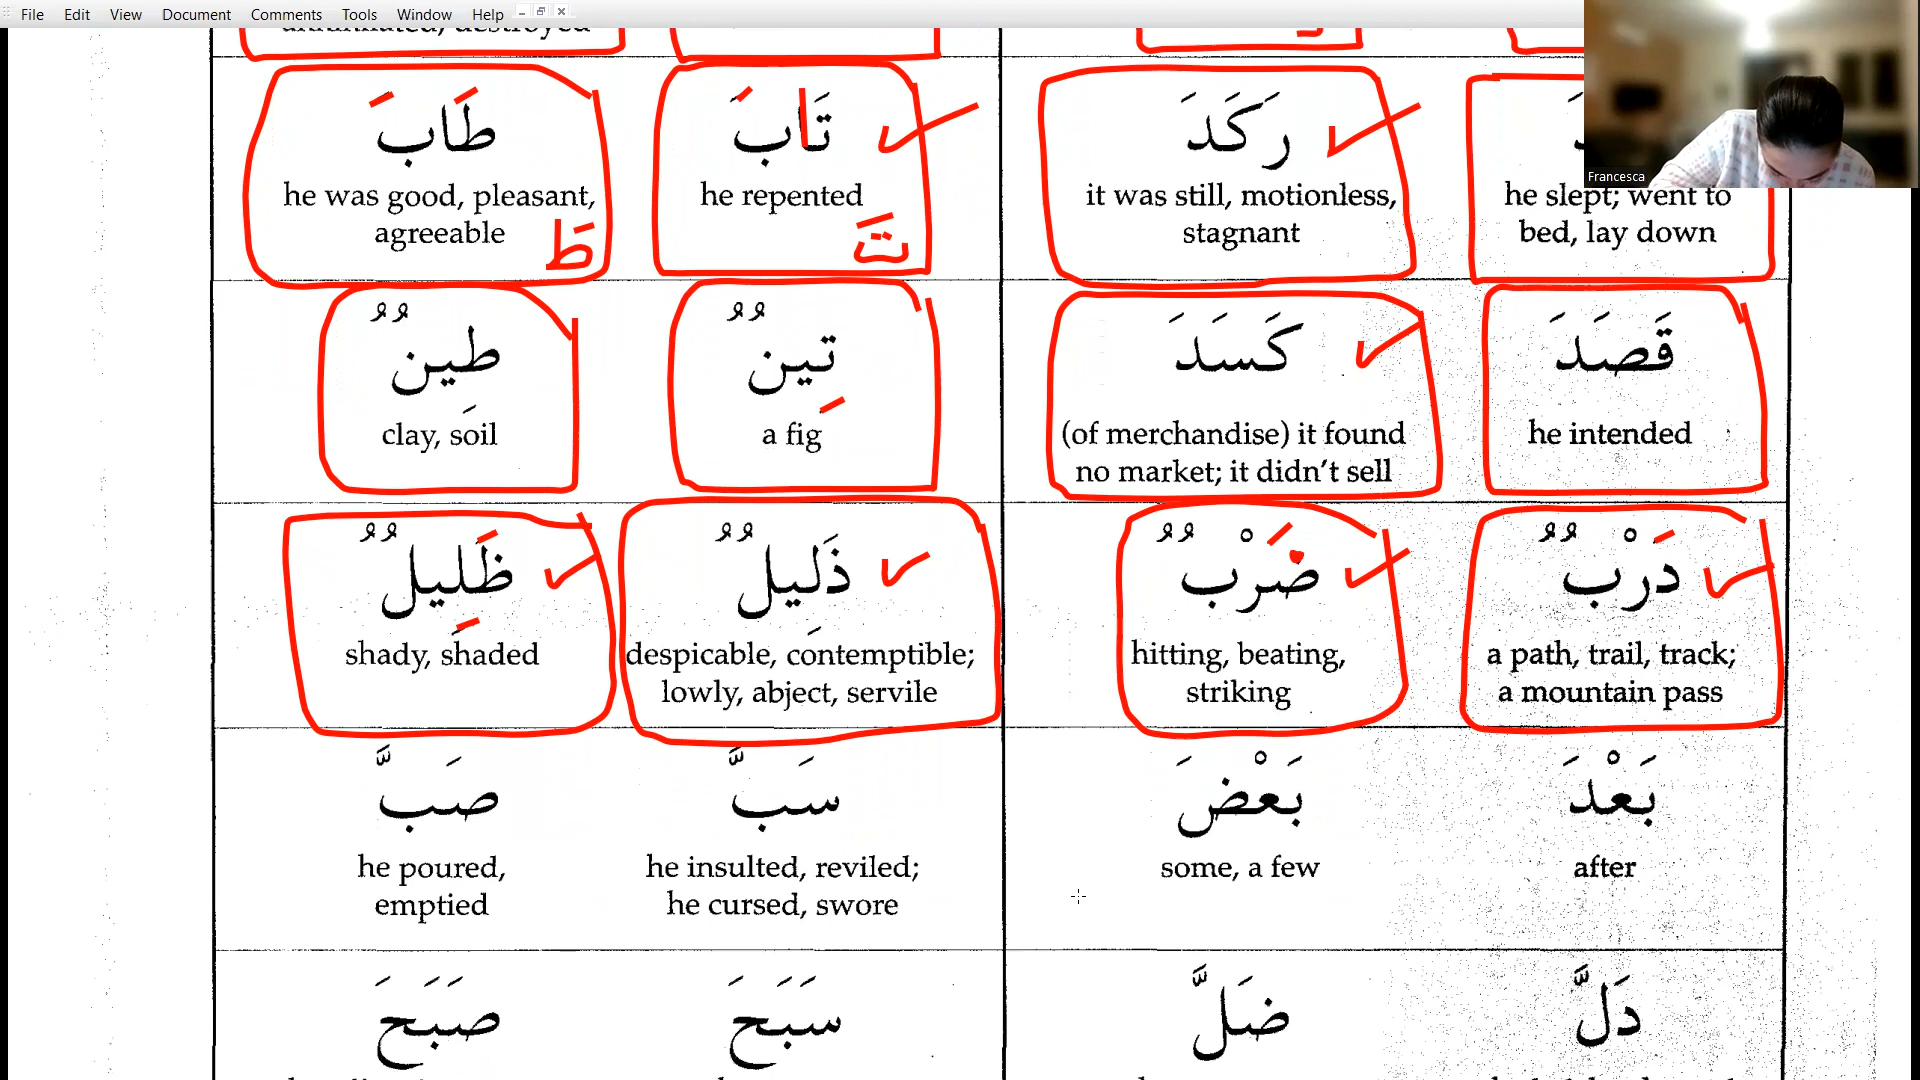 File Edit View Document Comments Tools Window Help
Francesca
طَابَ تَابَ رَكَدَ
he was good, pleasant, he repented it was still, motionless, he slept; went to
agreeable stagnant bed, lay down
طَ تَ
طِينٌ تِينٌ كَسَدَ قَصَدَ
clay, soil a fig (of merchandise) it found he intended
no market; it didn't sell
ظَلِيلٌ ذَلِيلٌ ضَرْبٌ دَرْبٌ
shady, shaded despicable, contemptible; hitting, beating, a path, trail, track;
lowly, abject, servile striking a mountain pass
صَبَّ سَبَّ بَعْضَ بَعْدَ
he poured, he insulted, reviled; some, a few after
emptied he cursed, swore
صَبَحَ سَبَحَ ضَلَّ دَلَّ